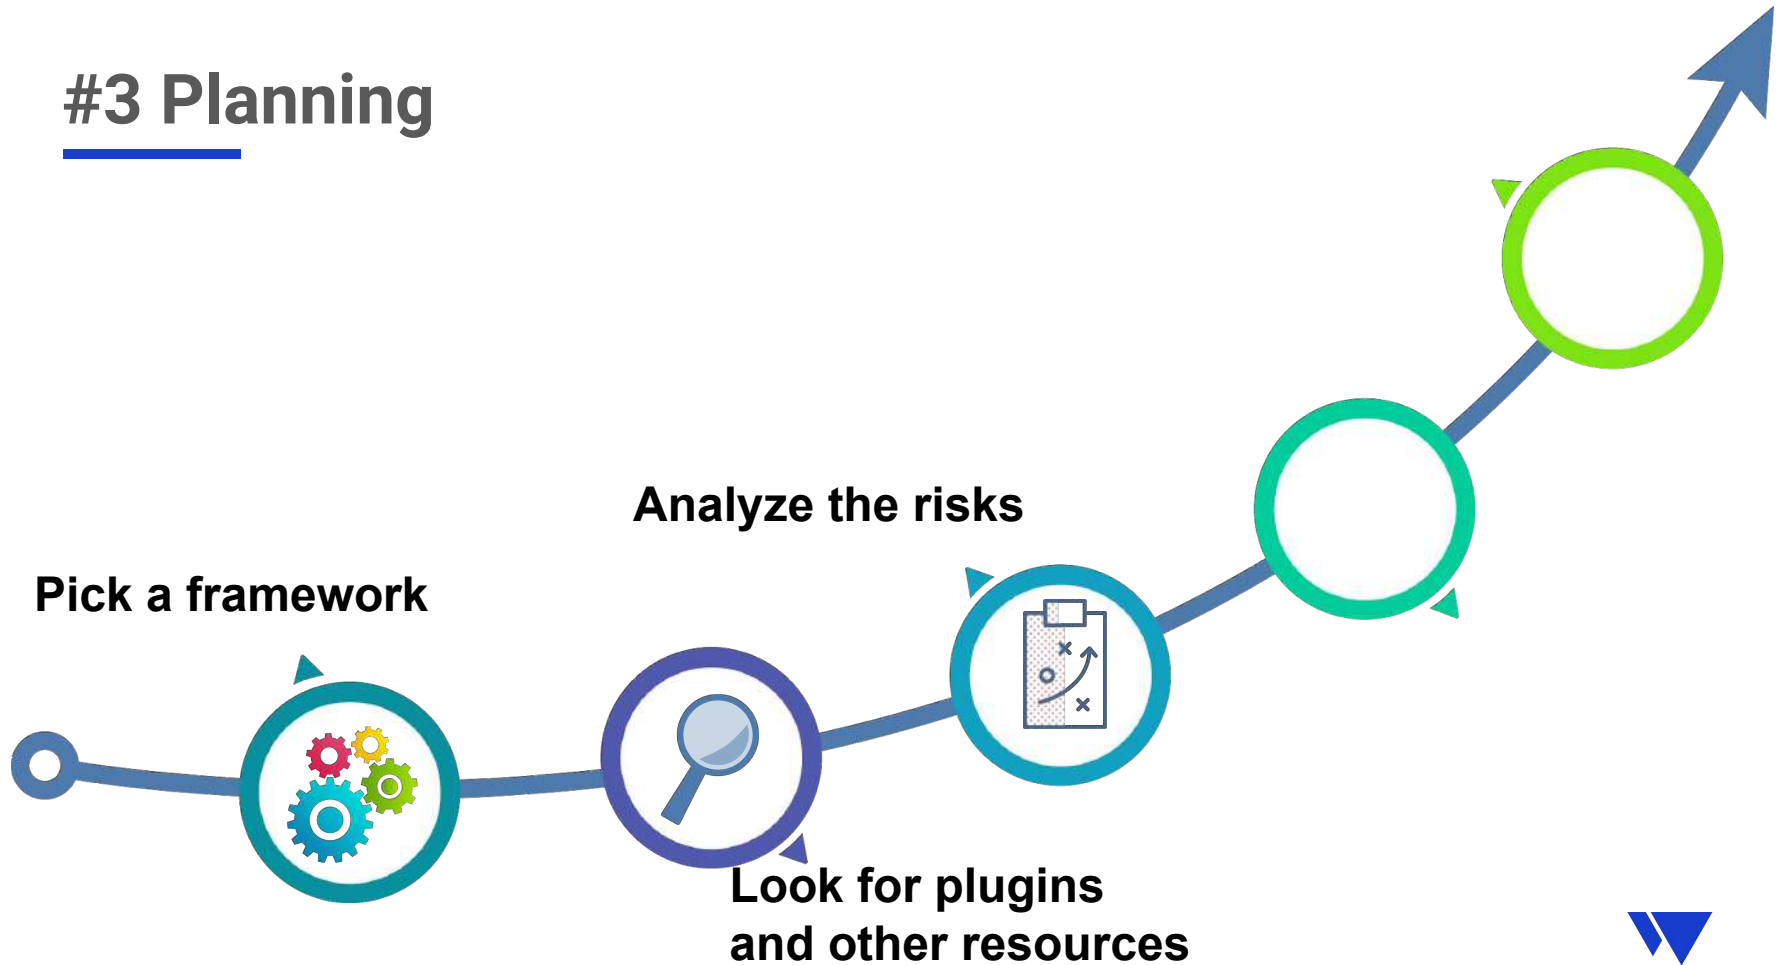 #3 Planning
Analyze the risks
Pick a framework
Look for plugins
and other resources